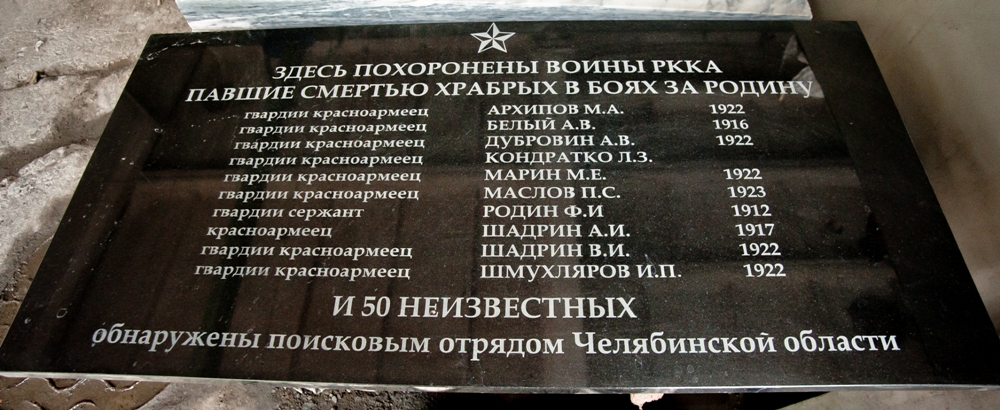 ЗДЕСЬ ПОХОРОНЕНЫ ВОИНЫ РККА
ПАВШИЕ СМЕРТЬЮ ХРАБРЫХ В БОЯХ ЗА РОДИНУ
гвардии красноармеец АРХИПОВ М.А. 1922
гвардии красноармеец БЕЛЫЙ А.В. 1916
гвардии красноармеец ДУБРОВИН А.В. 1922
гвардии красноармеец КОНДРАТКО Л.З.
гвардии красноармеец МАРИН М.Е. 1922
гвардии красноармеец МАСЛОВ П.С. 1923
гвардии сержант РОДИН Ф.И 1912
красноармеец ШАДРИН А.И. 1917
гвардии красноармеец ШАДРИН В.И. 1922
гвардии красноармеец ШМУХЛЯРОВ И.П. 1922
И 50 НЕИЗВЕСТНЫХ
обнаружены поисковым отрядом Челябинской области